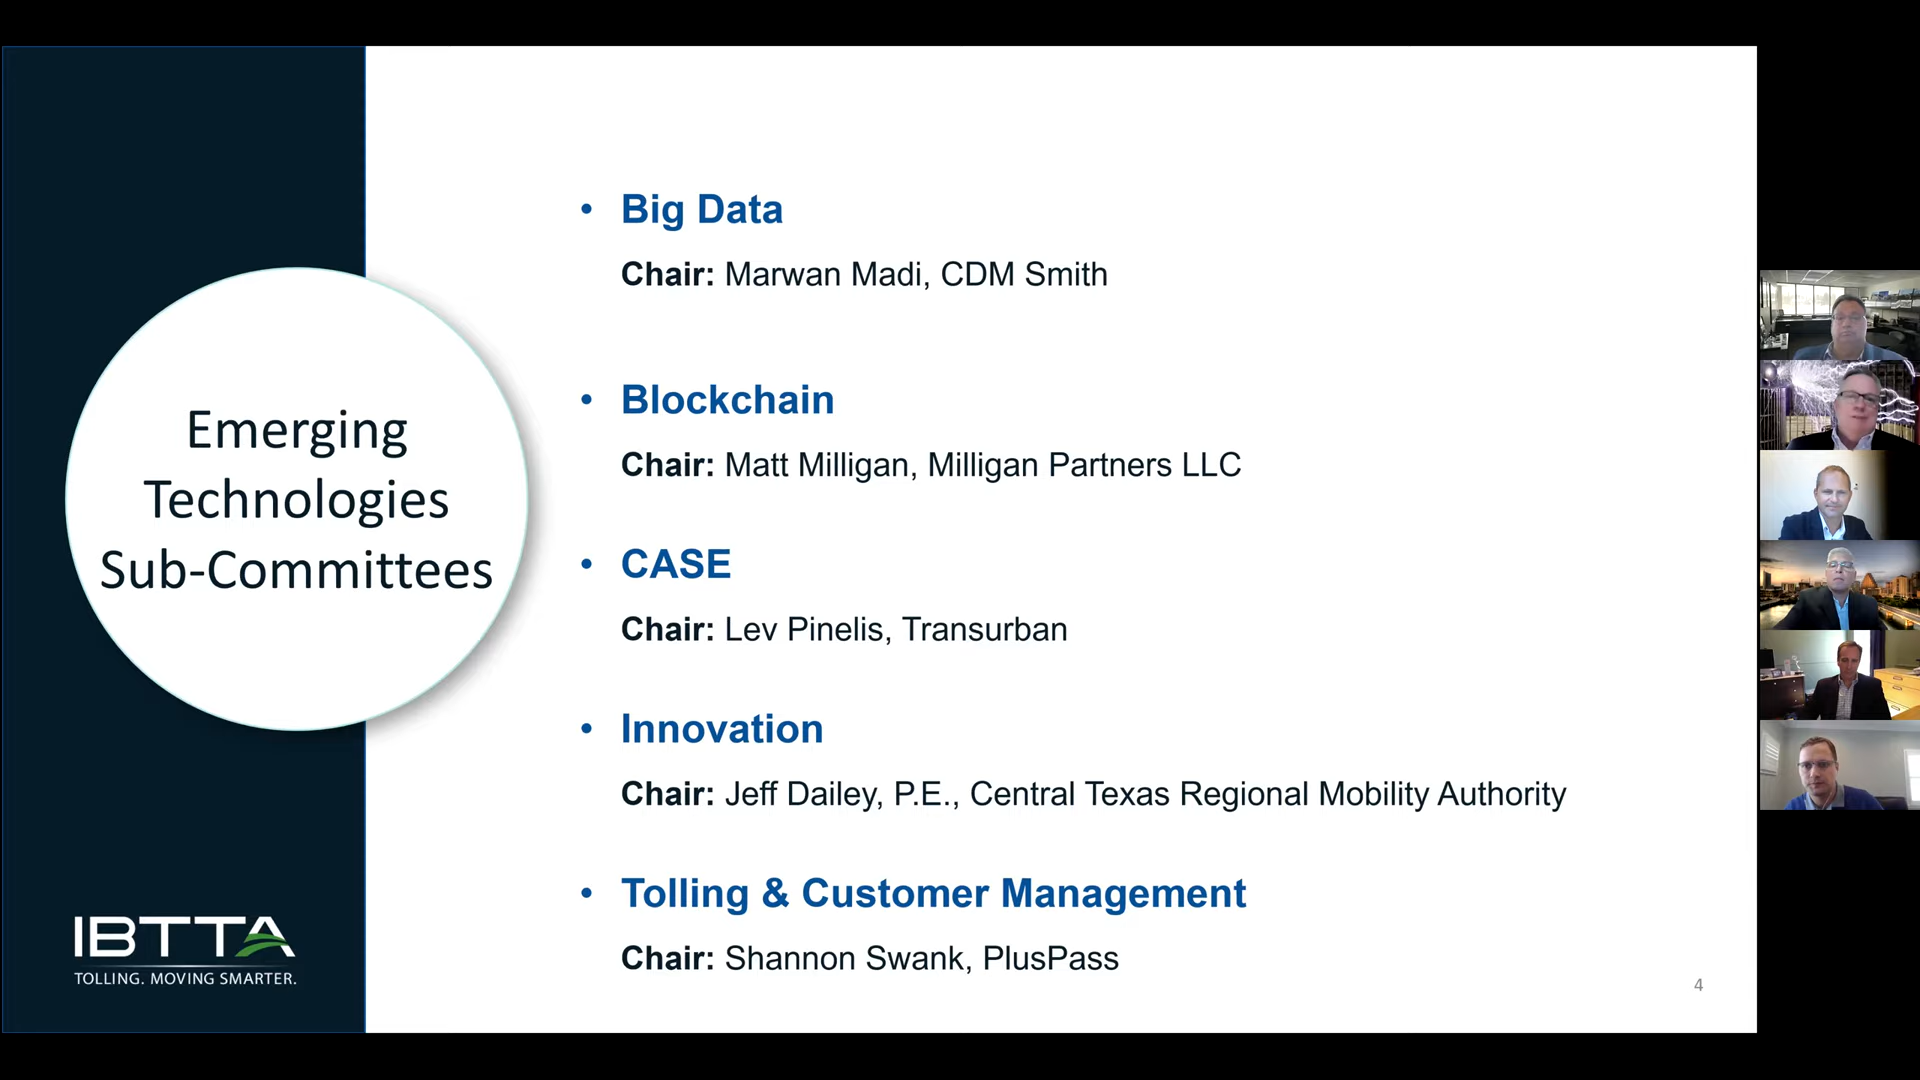 Emerging
Technologies
Sub-Committees
IBTTA
TOLLING. MOVING SMARTER.
• Big Data
Chair: Marwan Madi, CDM Smith
• Blockchain
Chair: Matt Milligan, Milligan Partners LLC
• CASE
Chair: Lev Pinelis, Transurban
• Innovation
Chair: Jeff Dailey, P.E., Central Texas Regional Mobility Authority
• Tolling & Customer Management
Chair: Shannon Swank, PlusPass
4